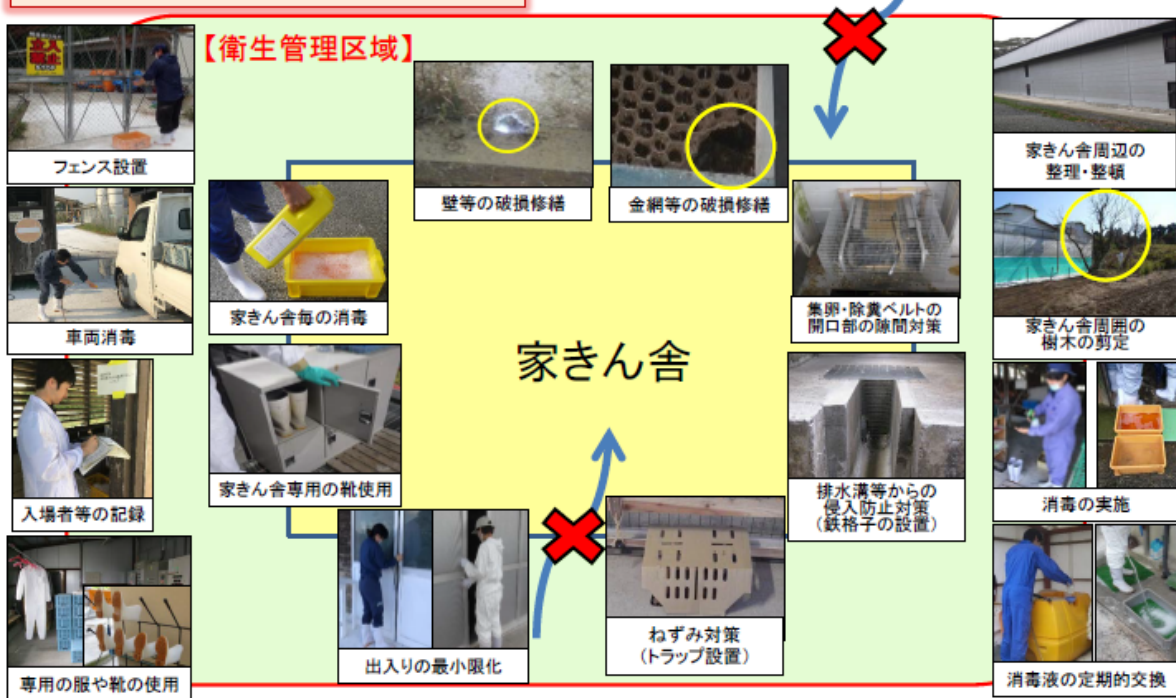 【衛生管理区域】
フェンス設置
車両消毒
入場者等の記録
専用の服や靴の使用
壁等の破損修繕
金網等の破損修繕
家きん舎毎の消毒
家きん舎専用の靴使用
家きん舎
集卵・除糞ベルトの
開口部の隙間対策
排水溝等からの
侵入防止対策
(鉄格子の設置)
出入りの最小限化
ねずみ対策
(トラップ設置)
家きん舎周辺の
整理・整頓
家きん舎周囲の
樹木の剪定
消毒の実施
消毒液の定期的交換